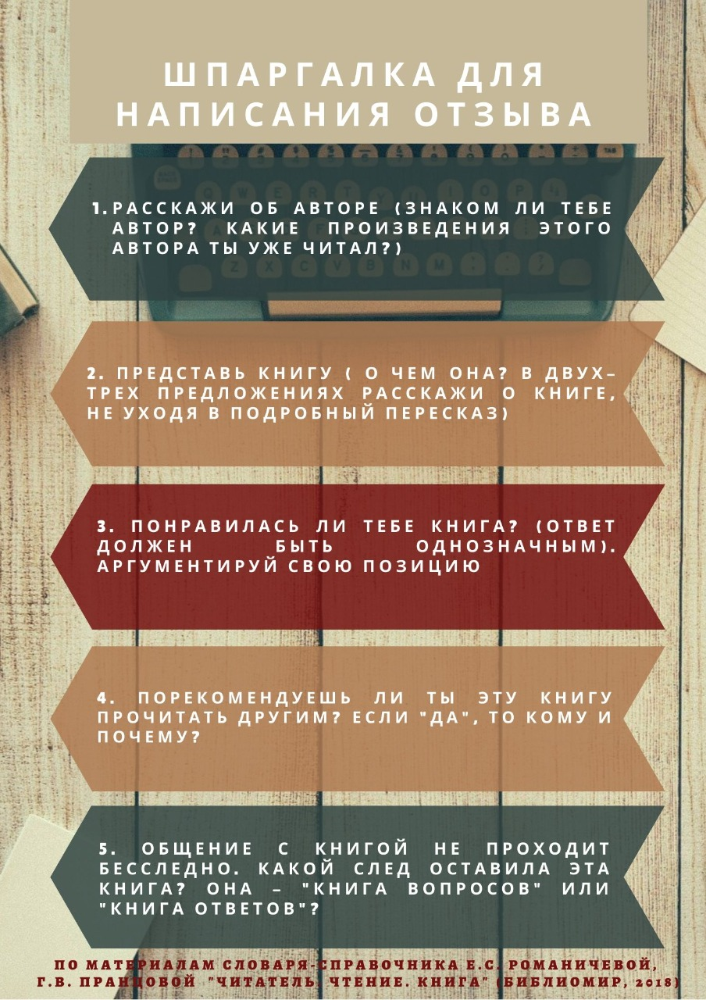 ШПАРГАЛКА ДЛЯ
НАПИСАНИЯ ОТЗЫВА
1. РАССКАЖИ ОБ АВТОРЕ (ЗНАКОМ ЛИ ТЕБЕ
АВТОР? КАКИЕ ПРОИЗВЕДЕНИЯ ЭТОГО
АВТОРА ТЫ УЖЕ ЧИТАЛ?)
2. ПРЕДСТАВЬ КНИГУ ( О ЧЕМ ОНА? В ДВУХ-
ТРЕХ ПРЕДЛОЖЕНИЯХ РАССКАЖИ О КНИГЕ,
НЕ УХОДЯ В ПОДРОБНЫЙ ПЕРЕСКАЗ)
3. ПОНРАВИЛАСЬ ЛИ ТЕБЕ КНИГА? (ОТВЕТ
ДОЛЖЕН БЫТЬ ОДНОЗНАЧНЫМ).
АРГУМЕНТИРУЙ СВОЮ ПОЗИЦИЮ
4. ПОРЕКОМЕНДУЕШЬ ЛИ ТЫ ЭТУ КНИГУ
ПРОЧИТАТЬ ДРУГИМ? ЕСЛИ "ДА", ТО КОМУ И
ПОЧЕМУ?
5. ОБЩЕНИЕ С КНИГОЙ НЕ ПРОХОДИТ
БЕССЛЕДНО. КАКОЙ СЛЕД ОСТАВИЛА ЭТА
КНИГА? ОНА – "КНИГА ВОПРОСОВ" ИЛИ
"КНИГА ОТВЕТОВ"?
ПО МАТЕРИАЛАМ СЛОВАРЯ-СПРАВОЧНИКА Е.С. РОМАНИЧЕВОЙ,
Г.В. ПРАНЦОВОЙ "ЧИТАТЕЛЬ. ЧТЕНИЕ. КНИГА" (БИБЛИОМИР, 2018)